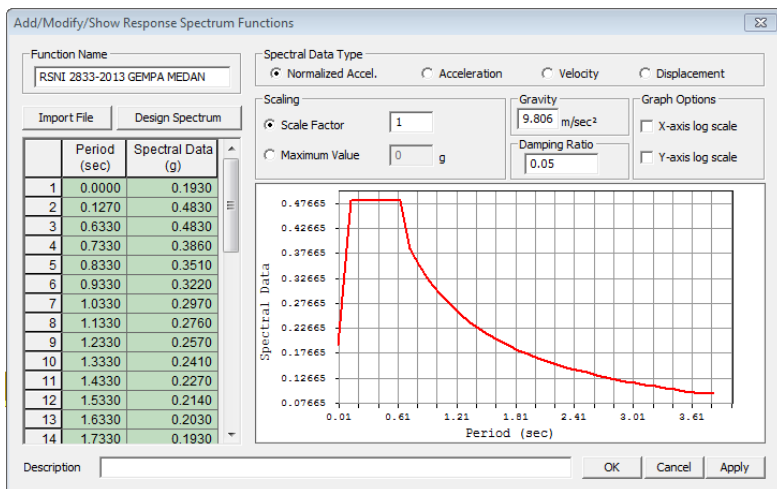 Add/Modify/Show Response Spectrum Functions
Function Name
RSNI 2833-2013 GEMPA MEDAN
Import File
Design Spectrum
Period (sec) Spectral Data (g)
1 0.0000 0.1930
2 0.1270 0.4830
3 0.6330 0.4830
4 0.7330 0.3860
5 0.8330 0.3510
6 0.9330 0.3220
7 1.0330 0.2970
8 1.1330 0.2760
9 1.2330 0.2570
10 1.3330 0.2410
11 1.4330 0.2270
12 1.5330 0.2140
13 1.6330 0.2030
14 1.7330 0.1930
Spectral Data Type
Normalized Accel. Acceleration Velocity Displacement
Scaling
Scale Factor 1
Maximum Value 0 g
Gravity
9.806 m/sec²
Damping Ratio
0.05
Graph Options
X-axis log scale
Y-axis log scale
Spectral Data
0.47665
0.42665
0.37665
0.32665
0.27665
0.22665
0.17665
0.12665
0.07665
0.01 0.61 1.21 1.81 2.41 3.01 3.61
Period (sec)
Description
OK Cancel Apply